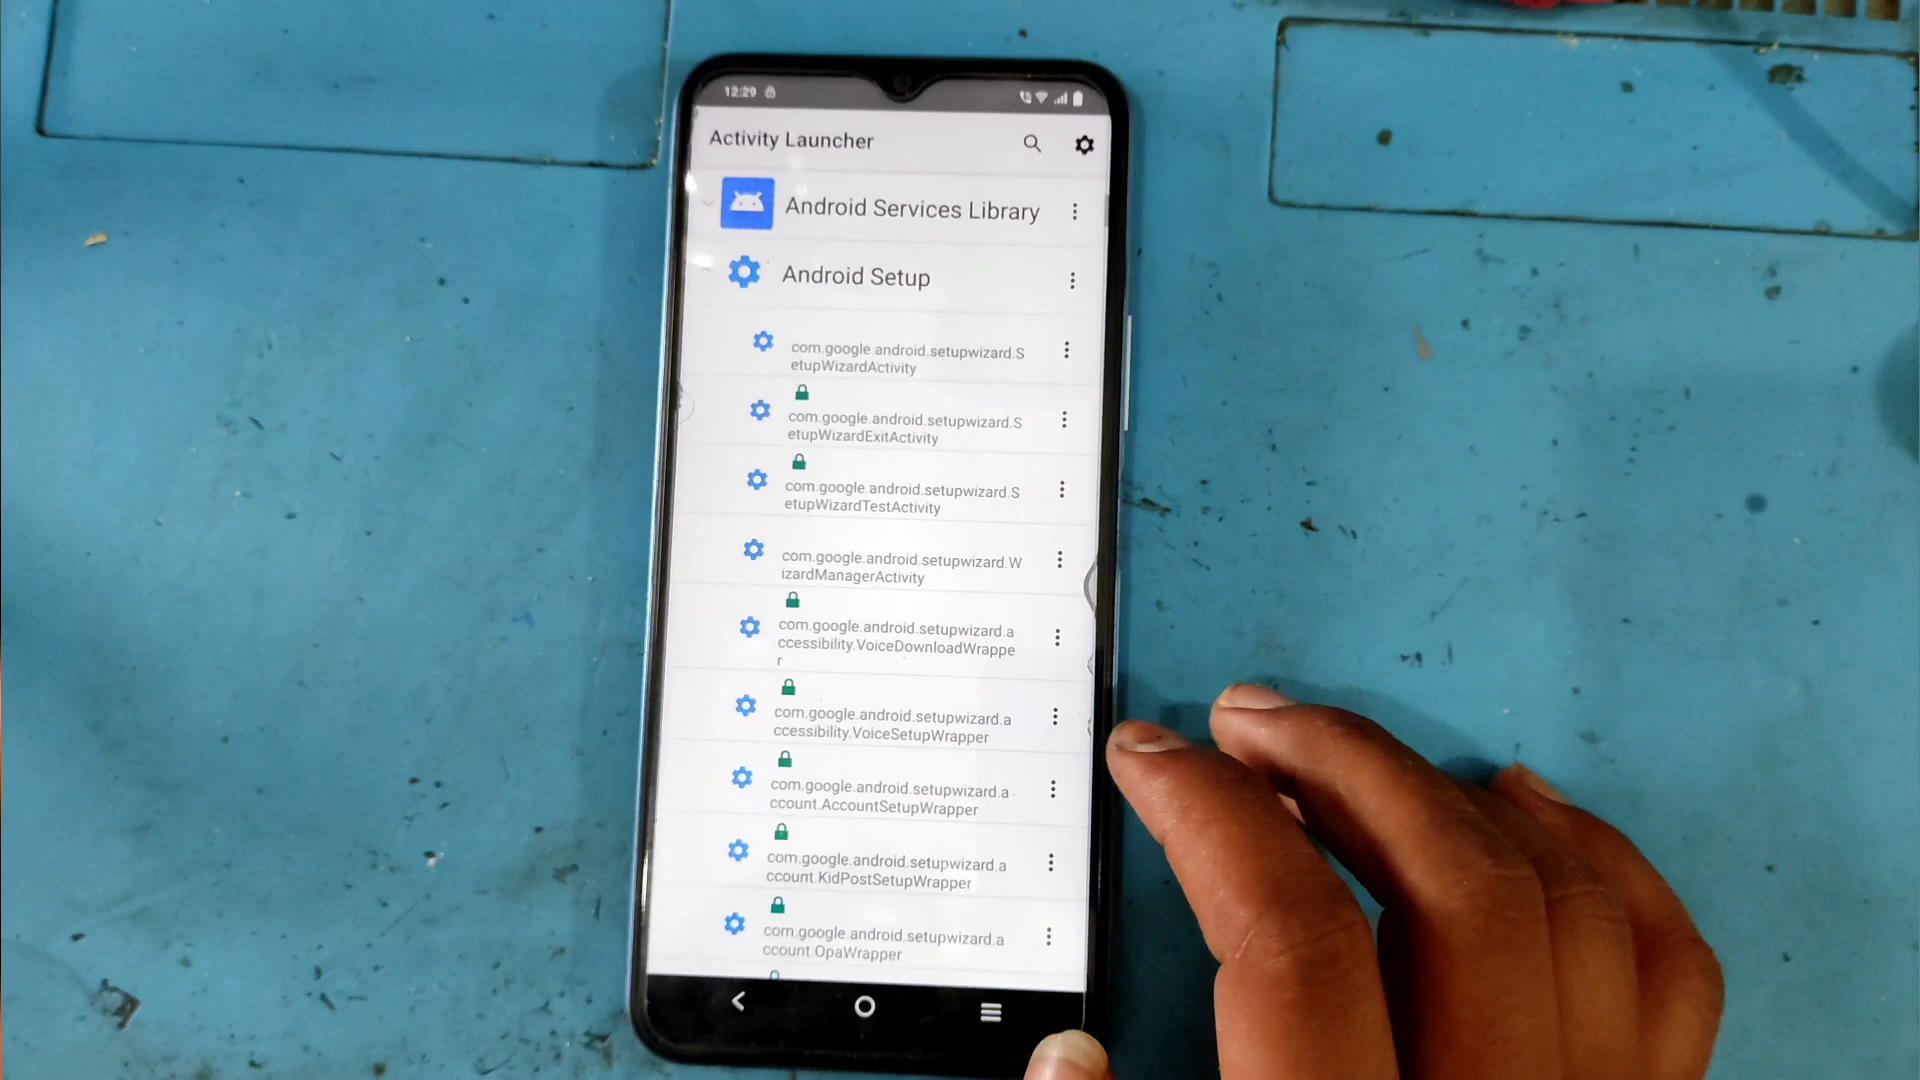 12:29
Activity Launcher
Android Services Library
Android Setup
com.google.android.setupwizard.S
etupWizardActivity
com.google.android.setupwizard.S
etupWizardExitActivity
com.google.android.setupwizard.S
etupWizardTestActivity
com.google.android.setupwizard.W
izardManagerActivity
com.google.android.setupwizard.a
ccessibility.VoiceDownloadWrappe
r
com.google.android.setupwizard.a
ccessibility.VoiceSetupWrapper
com.google.android.setupwizard.a
ccount.AccountSetupWrapper
com.google.android.setupwizard.a
ccount.KidPostSetupWrapper
com.google.android.setupwizard.a
ccount.OpaWrapper